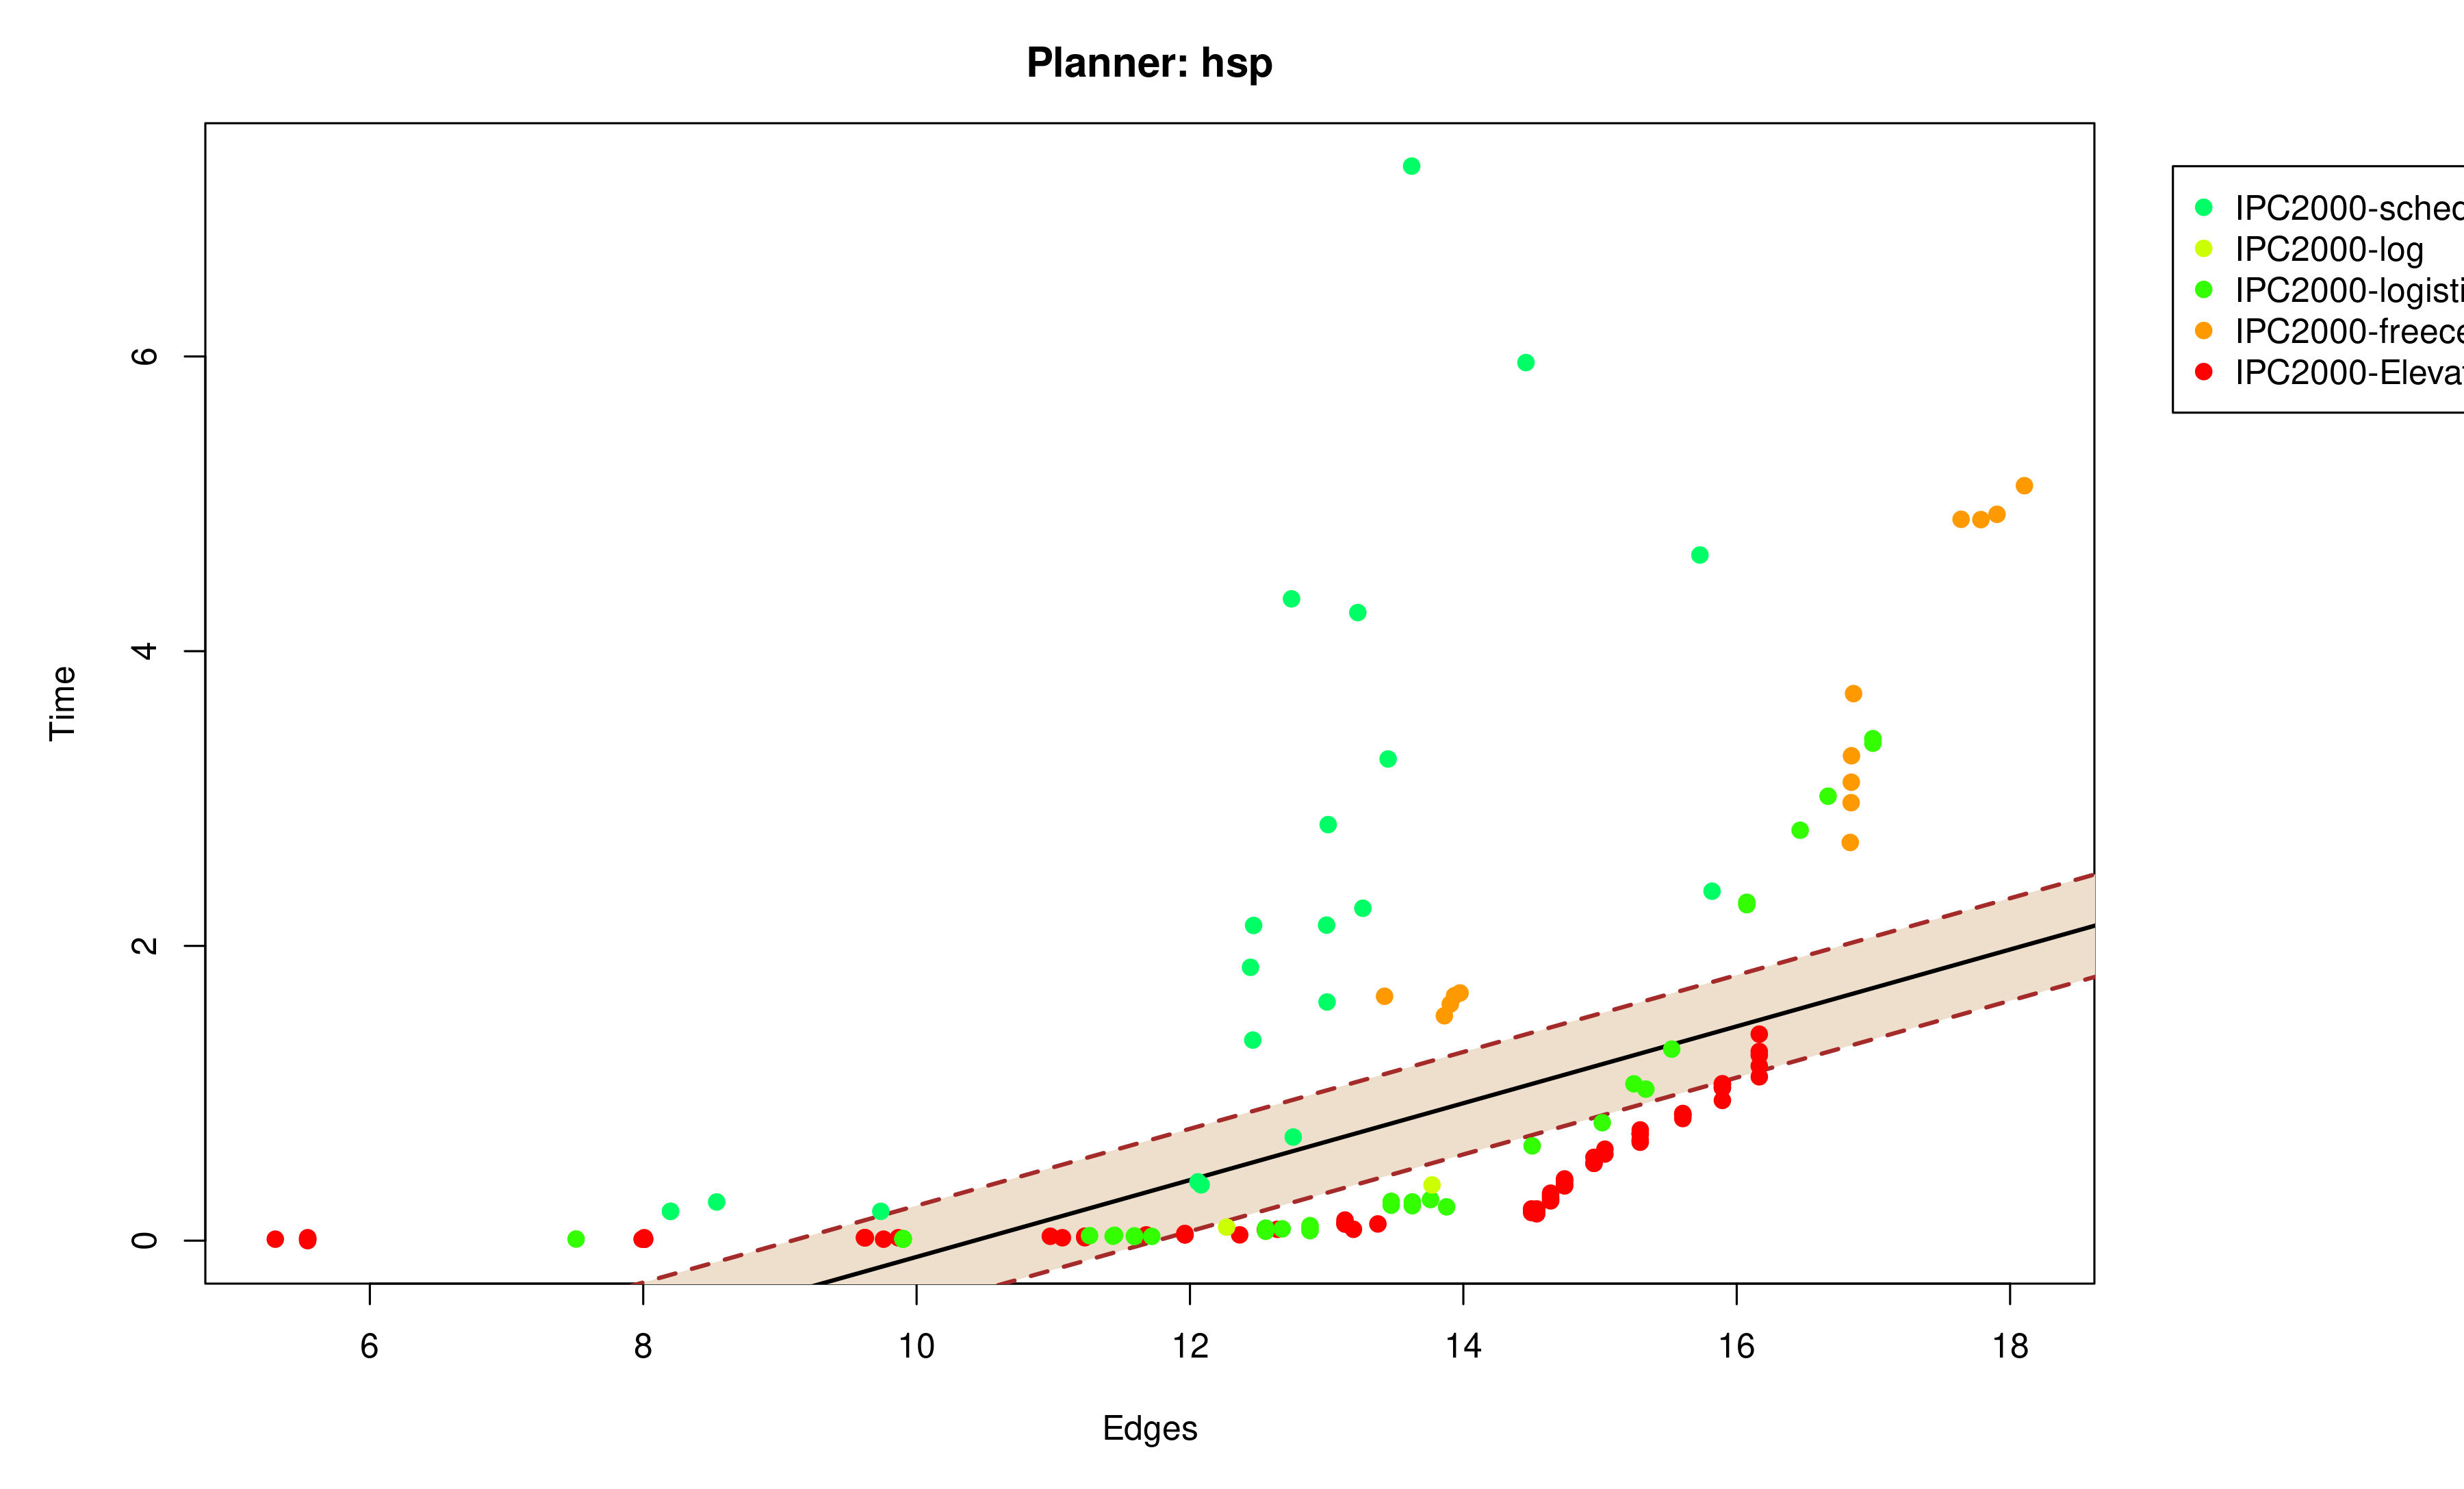 Planner: hsp
6
4
2
0
Time
6 8 10 12 14 16 18
Edges
IPC2000-sched
IPC2000-log
IPC2000-logisti
IPC2000-freece
IPC2000-Eleva